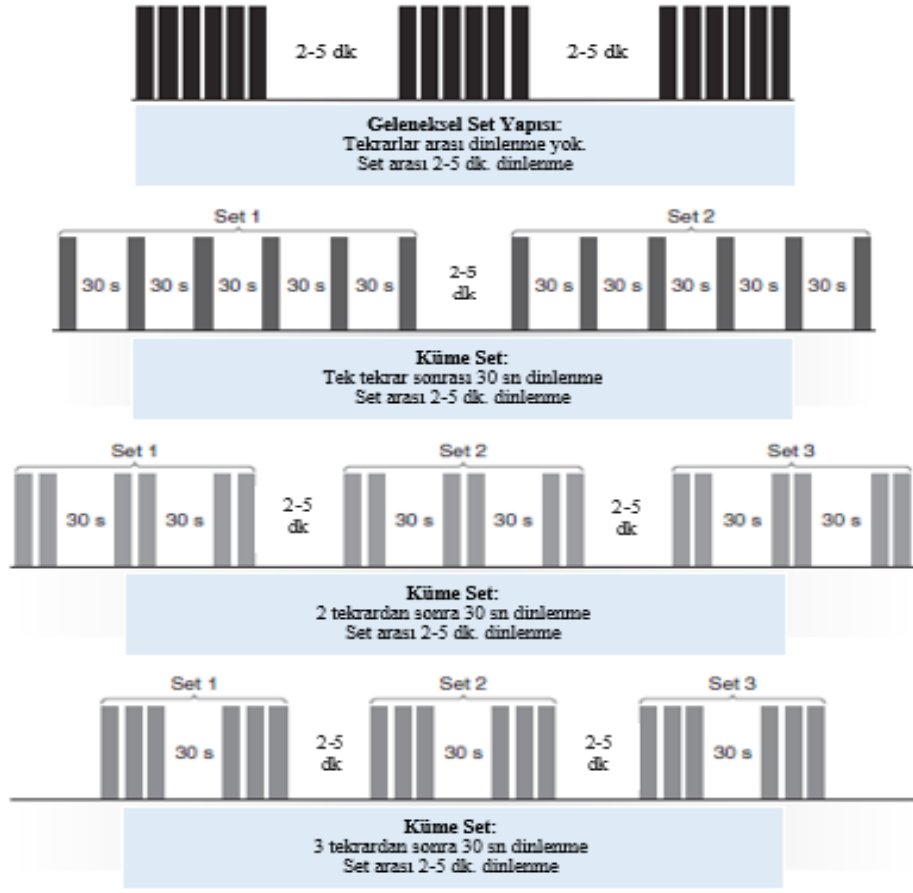 2-5 dk 2-5 dk
Geleneksel Set Yapısı:
Tekrarlar arası dinlenme yok.
Set arası 2-5 dk. dinlenme
Set 1 Set 2
30 s 30 s 30 s 30 s 30 s 2-5 dk 30 s 30 s 30 s 30 s 30 s
Küme Set:
Tek tekrar sonrası 30 sn dinlenme
Set arası 2-5 dk. dinlenme
Set 1 Set 2 Set 3
30 s 30 s 2-5 dk 30 s 30 s 2-5 dk 30 s 30 s
Küme Set:
2 tekrardan sonra 30 sn dinlenme
Set arası 2-5 dk. dinlenme
Set 1 Set 2 Set 3
30 s 2-5 dk 30 s 2-5 dk 30 s
Küme Set:
3 tekrardan sonra 30 sn dinlenme
Set arası 2-5 dk. dinlenme